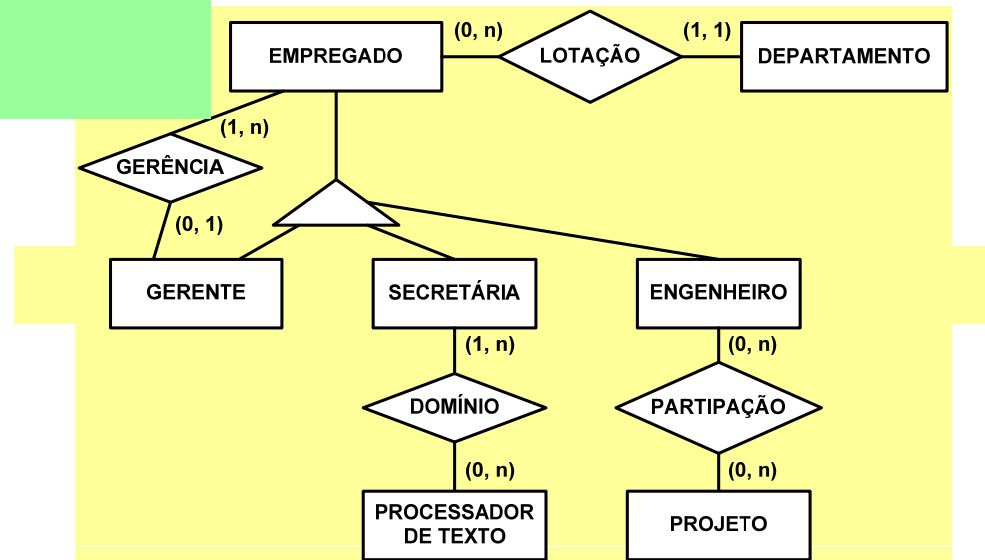 EMPREGADO
(0, n)
LOTAÇÃO
(1, 1)
DEPARTAMENTO
(1, n)
GERÊNCIA
(0, 1)
GERENTE
SECRETÁRIA
ENGENHEIRO
(1, n)
(0, n)
DOMÍNIO
PARTIPAÇÃO
(0, n)
(0, n)
PROCESSADOR
DE TEXTO
PROJETO